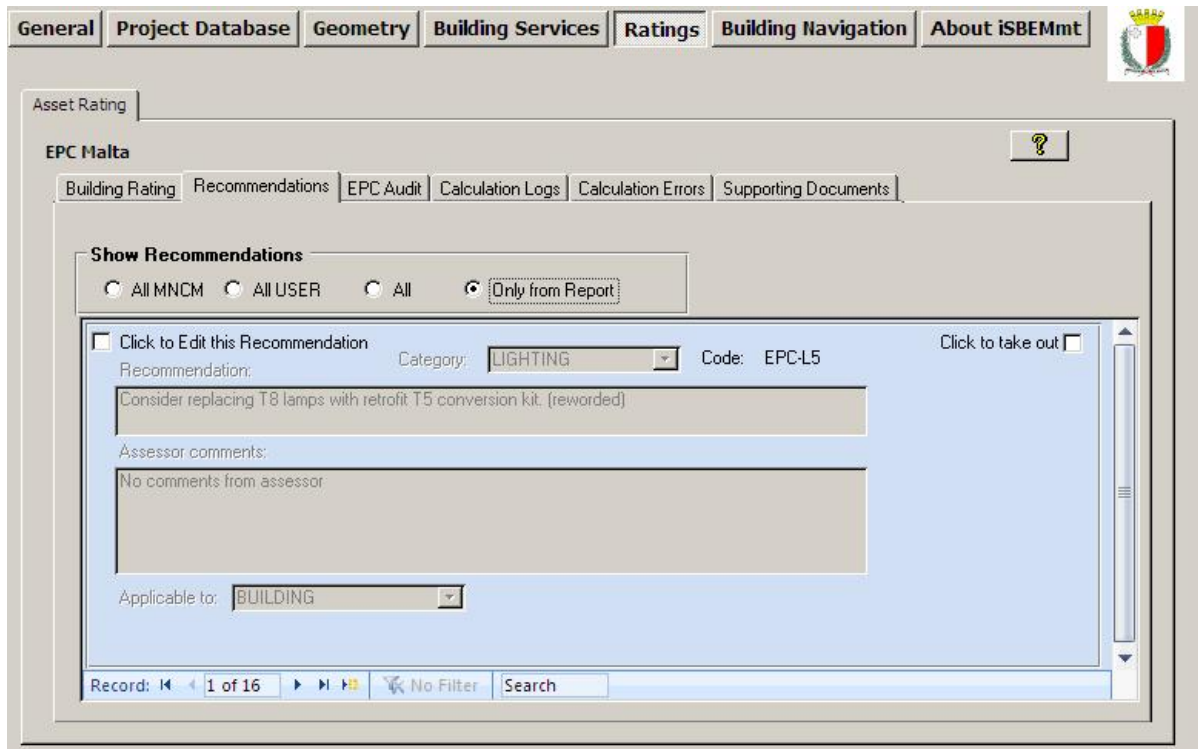 General Project Database Geometry Building Services Ratings Building Navigation About iSBEMmt
Asset Rating
EPC Malta
?
Building Rating Recommendations EPC Audit Calculation Logs Calculation Errors Supporting Documents
Show Recommendations
All MNCM All USER All Only from Report
Click to Edit this Recommendation Click to take out
Category: LIGHTING Code: EPC-L5
Recommendation:
Consider replacing T8 lamps with retrofit T5 conversion kit. (reworded)
Assessor comments:
No comments from assessor
Applicable to: BUILDING
Record: 1 of 16 No Filter Search